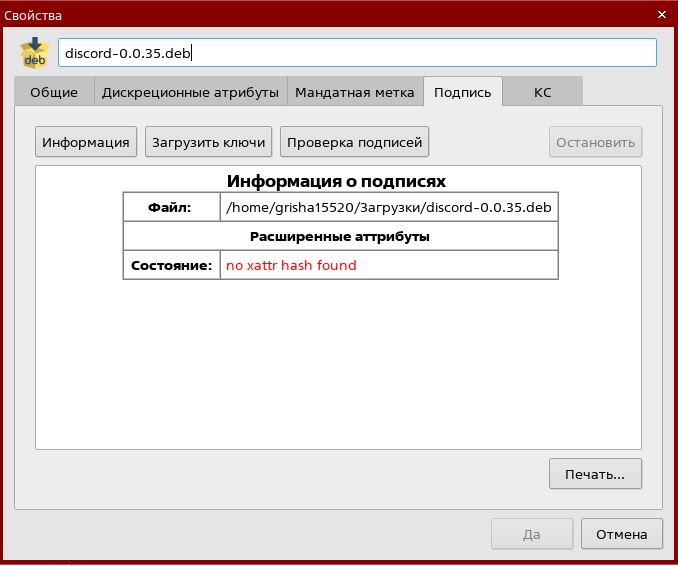 Свойства
deb
discord-0.0.35.deb
Общие Дискреционные атрибуты Мандатная метка Подпись КС
Информация Загрузить ключи Проверка подписей Остановить
Информация о подписях
Файл: /home/grisha15520/Загрузки/discord-0.0.35.deb
Расширенные аттрибуты
Состояние: no xattr hash found
Печать...
Да Отмена